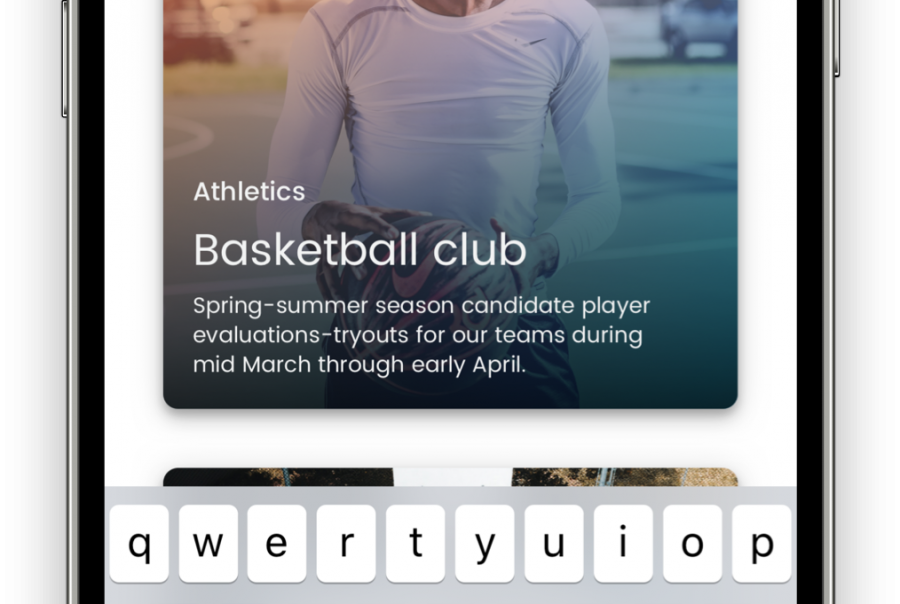 Athletics
Basketball club
Spring-summer season candidate player
evaluations-tryouts for our teams during
mid March through early April.
q w e r t y u i o p